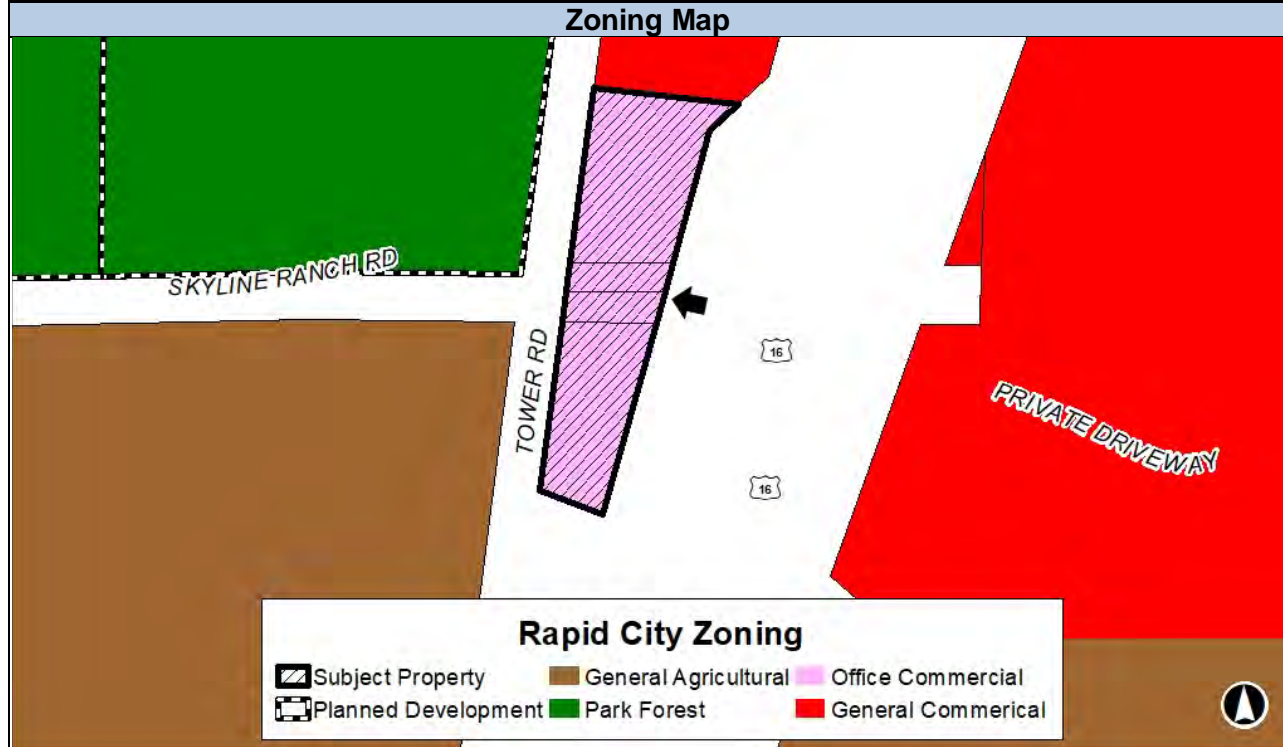 Zoning Map
SKYLINE RANCH RD
TOWER RD
16
16
PRIVATE DRIVEWAY
Rapid City Zoning
Subject Property
General Agricultural
Office Commercial
Planned Development
Park Forest
General Commerical